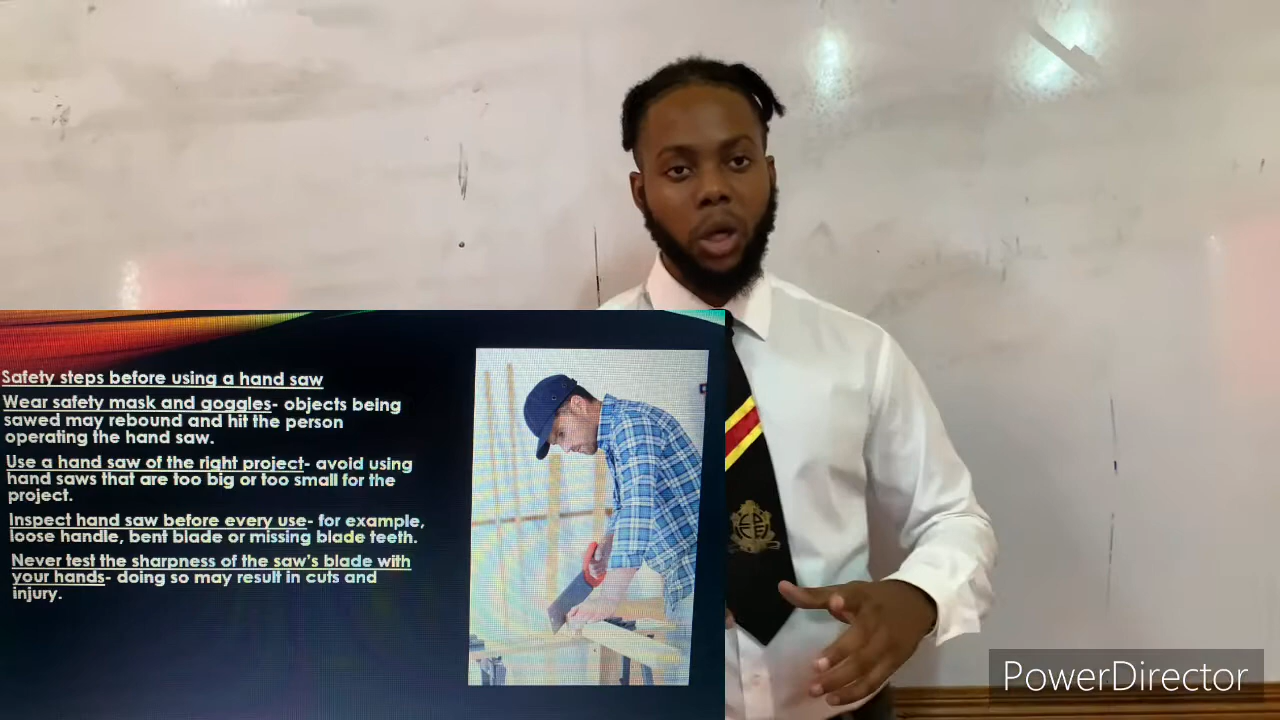 Safety steps before using a hand saw
Wear safety mask and goggles- objects being
sawed may rebound and hit the person
operating the hand saw.
Use a hand saw of the right project- avoid using
hand saws that are too big or too small for the
project.
Inspect hand saw before every use- for example,
loose handle, bent blade or missing blade teeth.
Never test the sharpness of the saw's blade with
your hands- doing so may result in cuts and
injury.
PowerDirector